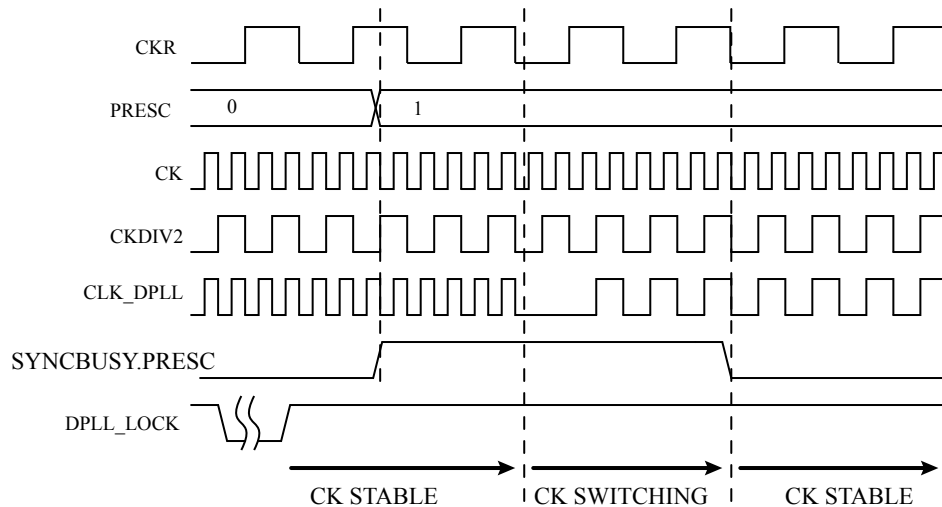 CKR
PRESC
0
1
CK
CKDIV2
CLK_DPLL
SYNCBUSY.PRESC
DPLL_LOCK
CK STABLE
CK SWITCHING
CK STABLE